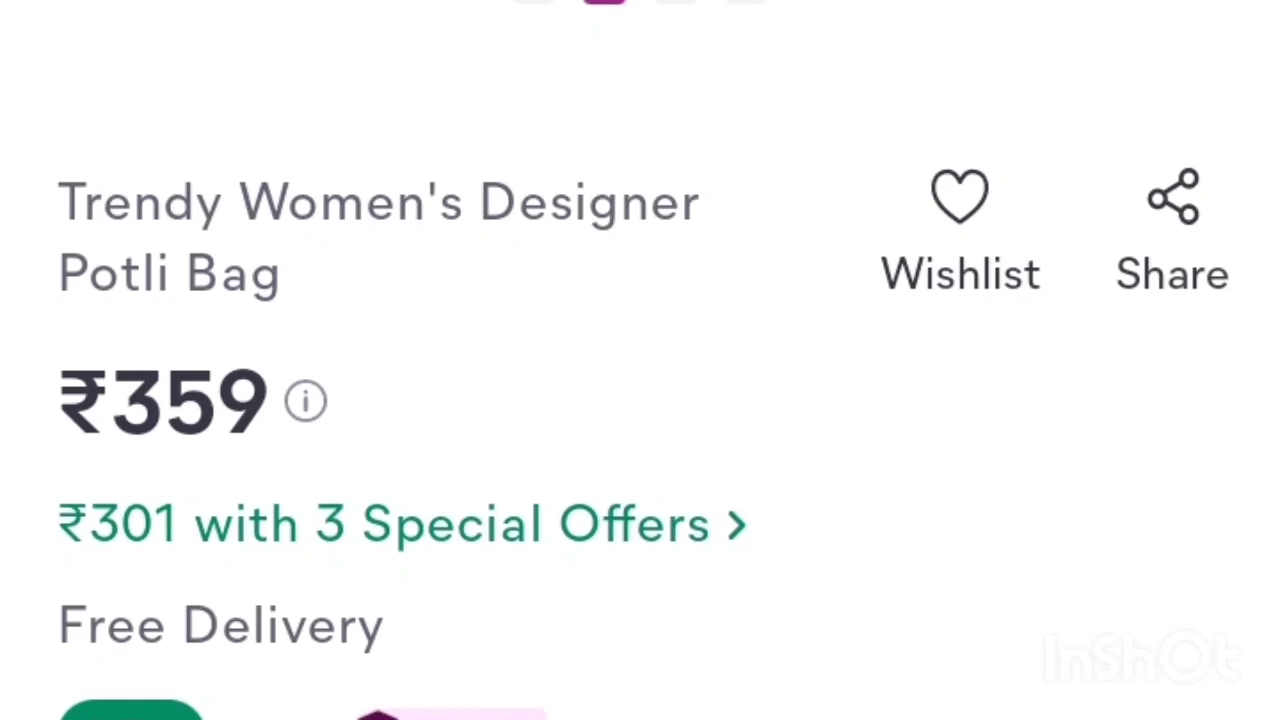 Trendy Women's Designer
Potli Bag
Wishlist
Share
₹359
₹301 with 3 Special Offers
Free Delivery
InShOt